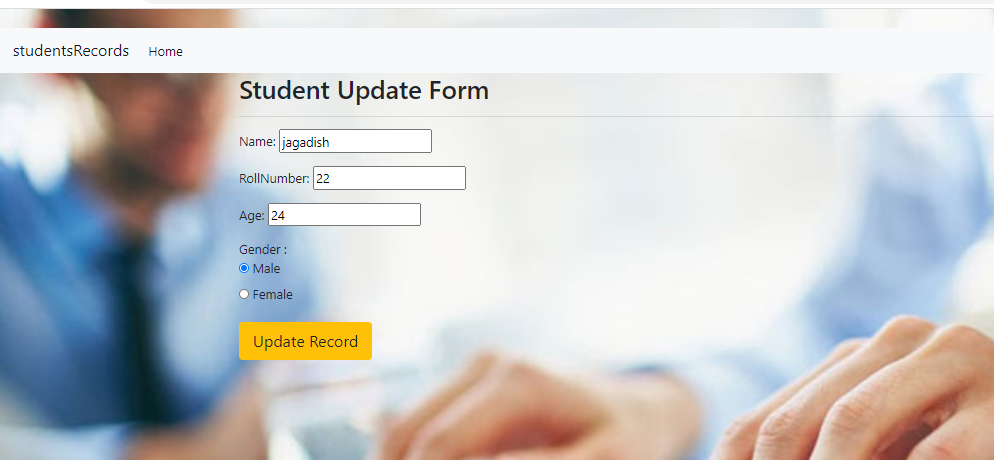 studentsRecords Home
Student Update Form
Name: jagadish
RollNumber: 22
Age: 24
Gender :
Male
Female
Update Record